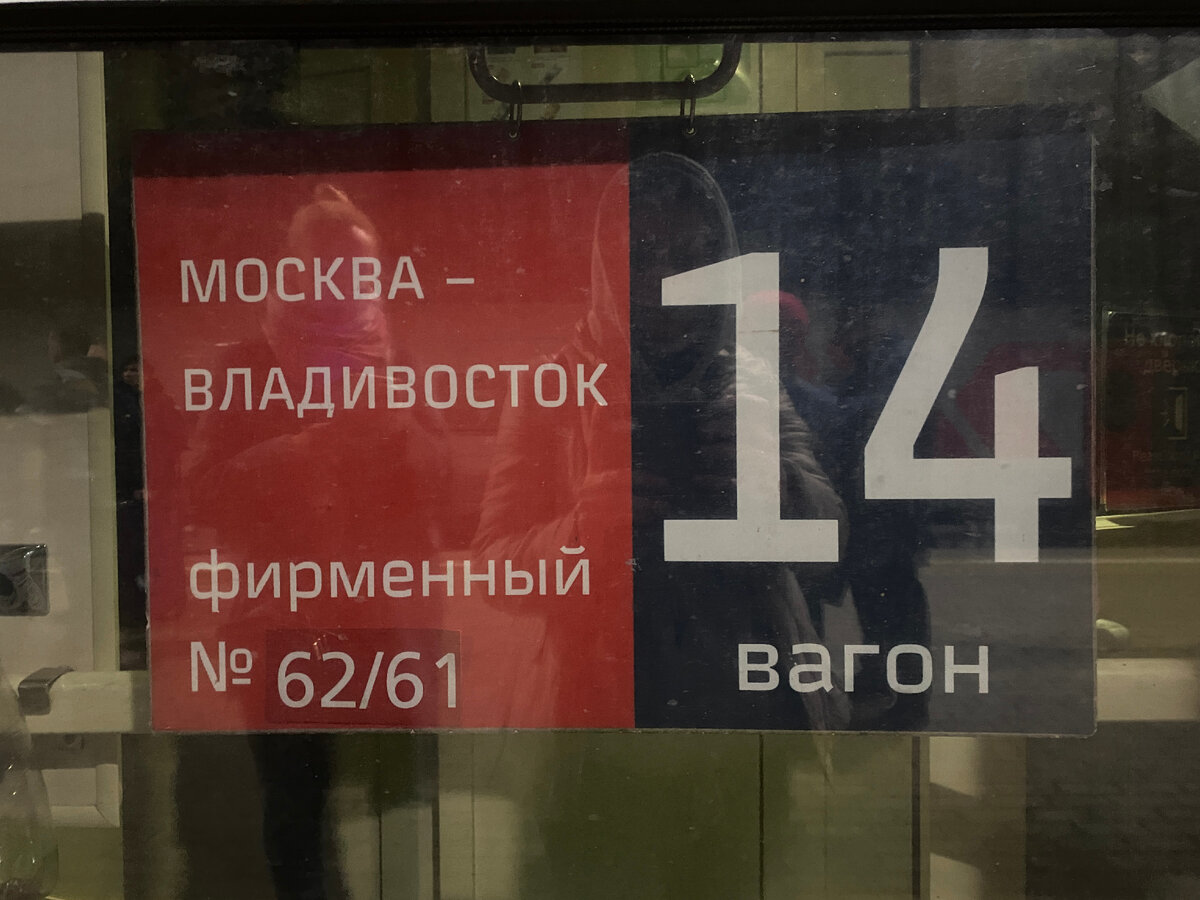 МОСКВА –
ВЛАДИВОСТОК
фирменный
№ 62/61
14
вагон